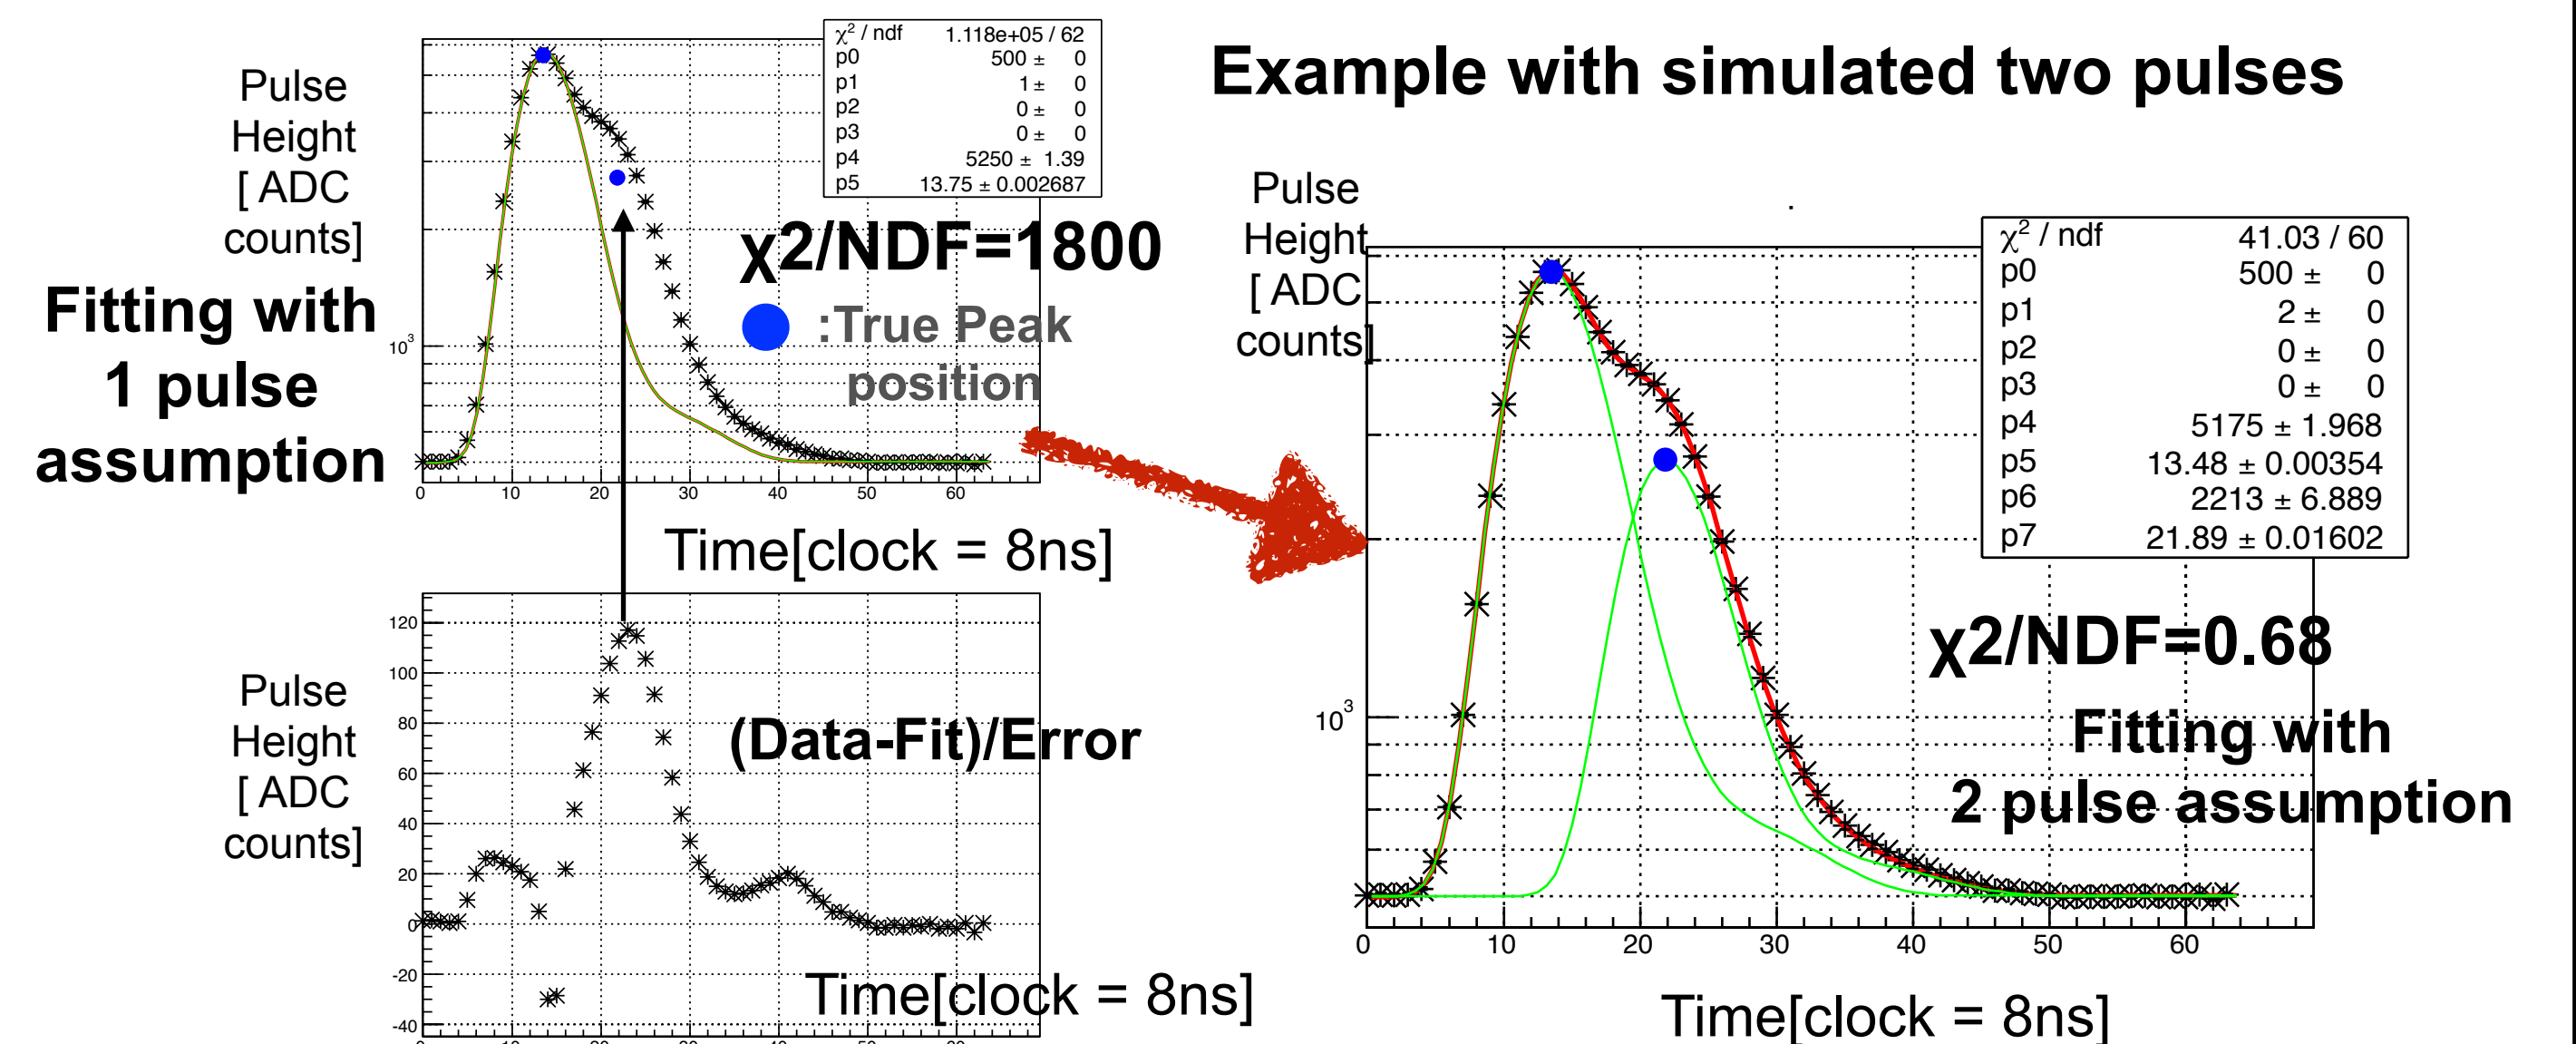 Example with simulated two pulses
Pulse
Height
[ ADC
counts]
χ² / ndf 1.118e+05 / 62
p0 500 ± 0
p1 1 ± 0
p2 0 ± 0
p3 0 ± 0
p4 5250 ± 1.39
p5 13.75 ± 0.002687
χ2/NDF=1800
:True Peak
position
Fitting with
1 pulse
assumption
10³
0 10 20 30 40 50 60
Time[clock = 8ns]
Pulse
Height
[ ADC
counts]
120
100
80
60
40
20
0
-20
-40
(Data-Fit)/Error
Time[clock = 8ns]
Pulse
Height
[ ADC
counts]
χ² / ndf 41.03 / 60
p0 500 ± 0
p1 2 ± 0
p2 0 ± 0
p3 0 ± 0
p4 5175 ± 1.968
p5 13.48 ± 0.00354
p6 2213 ± 6.889
p7 21.89 ± 0.01602
χ2/NDF=0.68
Fitting with
2 pulse assumption
10³
0 10 20 30 40 50 60
Time[clock = 8ns]